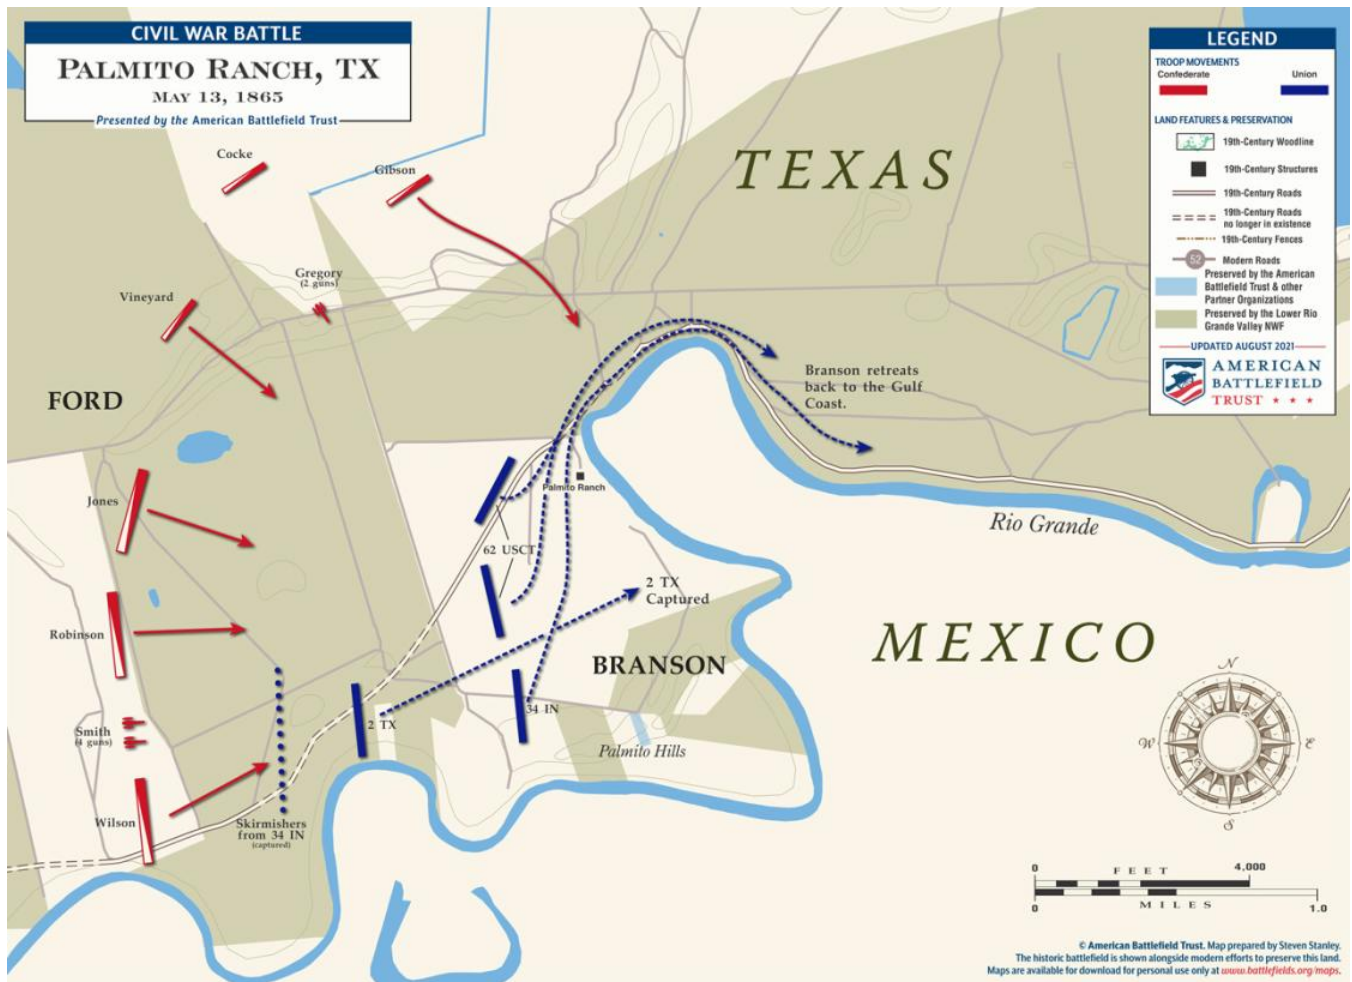 CIVIL WAR BATTLE
PALMITO RANCH, TX
MAY 13, 1865
Presented by the American Battlefield Trust
LEGEND
TROOP MOVEMENTS
Confederate
Union
LAND FEATURES & PRESERVATION
19th-Century Woodline
19th-Century Structures
19th-Century Roads
19th-Century Roads
no longer in existence
19th-Century Fences
52
Modern Roads
Preserved by the American
Battlefield Trust & other
Partner Organizations
Preserved by the Lower Rio
Grande Valley NWF
UPDATED AUGUST 2021
AMERICAN
BATTLEFIELD
TRUST
Cocke
Gibson
TEXAS
Gregory
(2 guns)
Vineyard
FORD
Branson retreats
back to the Gulf
Coast.
Jones
Palmito Ranch
Rio Grande
62 USCT
2 TX
Captured
Robinson
MEXICO
BRANSON
34 IN
2 TX
Smith
(4 guns)
Palmito Hills
Wilson
Skirmishers
from 34 IN
(captured)
N
W
E
S
0
FEET
4,000
0
MILES
1.0
© American Battlefield Trust. Map prepared by Steven Stanley.
The historic battlefield is shown alongside modern efforts to preserve this land.
Maps are available for download for personal use only at www.battlefields.org/maps.